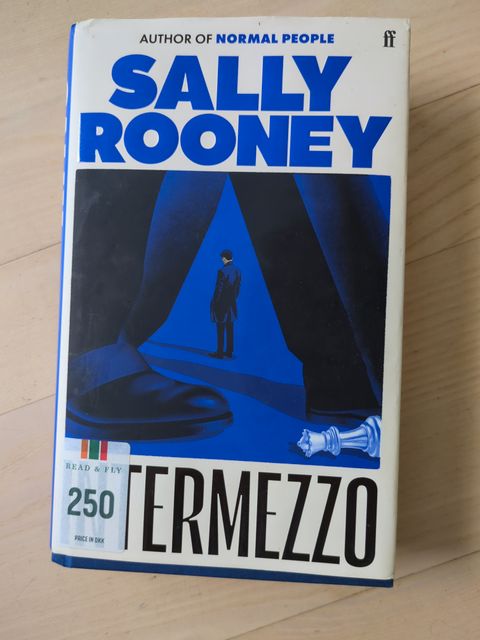 AUTHOR OF NORMAL PEOPLE
ff
SALLY
ROONEY
READ & FLY
250
PRICE IN DKK
TERMEZZO